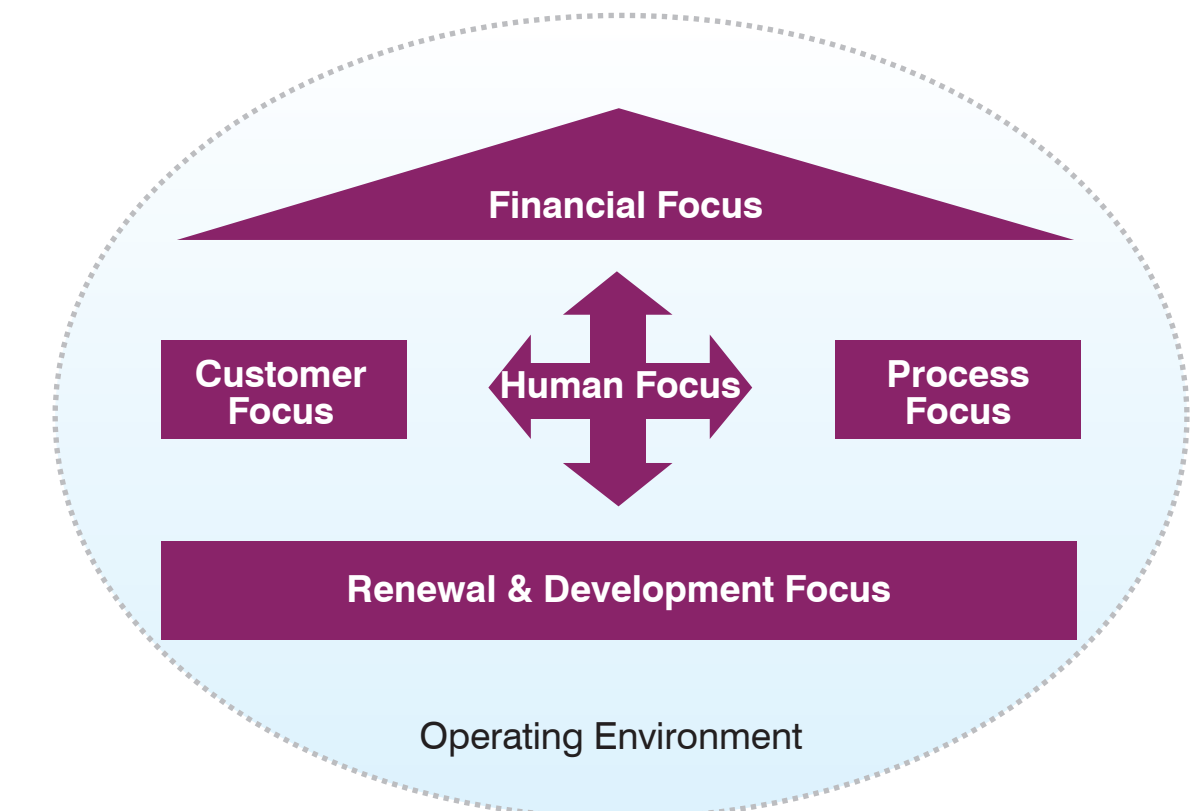 Financial Focus
Customer
Focus
Human Focus
Process
Focus
Renewal & Development Focus
Operating Environment